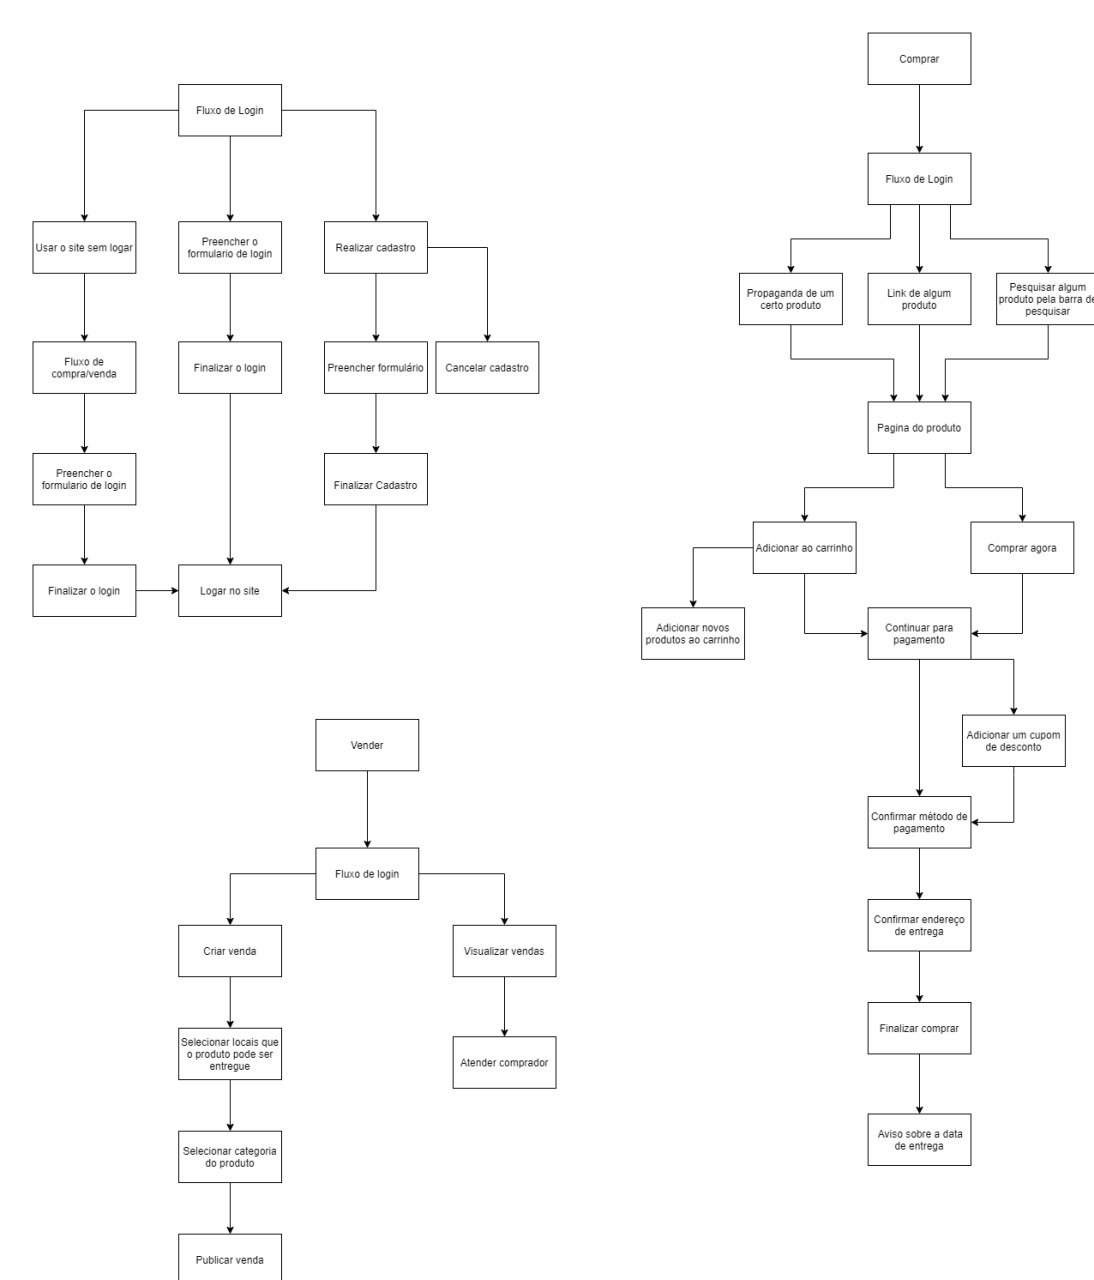 Fluxo de Login
Usar o site sem logar
Preencher o
formulario de login
Realizar cadastro
Fluxo de
compra/venda
Finalizar o login
Preencher formulário
Cancelar cadastro
Preencher o
formulario de login
Finalizar Cadastro
Finalizar o login
Logar no site
Vender
Fluxo de login
Criar venda
Visualizar vendas
Selecionar locais que
o produto pode ser
entregue
Atender comprador
Selecionar categoria
do produto
Publicar venda
Comprar
Fluxo de Login
Propaganda de um
certo produto
Link de algum
produto
Pesquisar algum
produto pela barra de
pesquisar
Pagina do produto
Adicionar ao carrinho
Comprar agora
Adicionar novos
produtos ao carrinho
Continuar para
pagamento
Adicionar um cupom
de desconto
Confirmar método de
pagamento
Confirmar endereço
de entrega
Finalizar comprar
Aviso sobre a data
de entrega